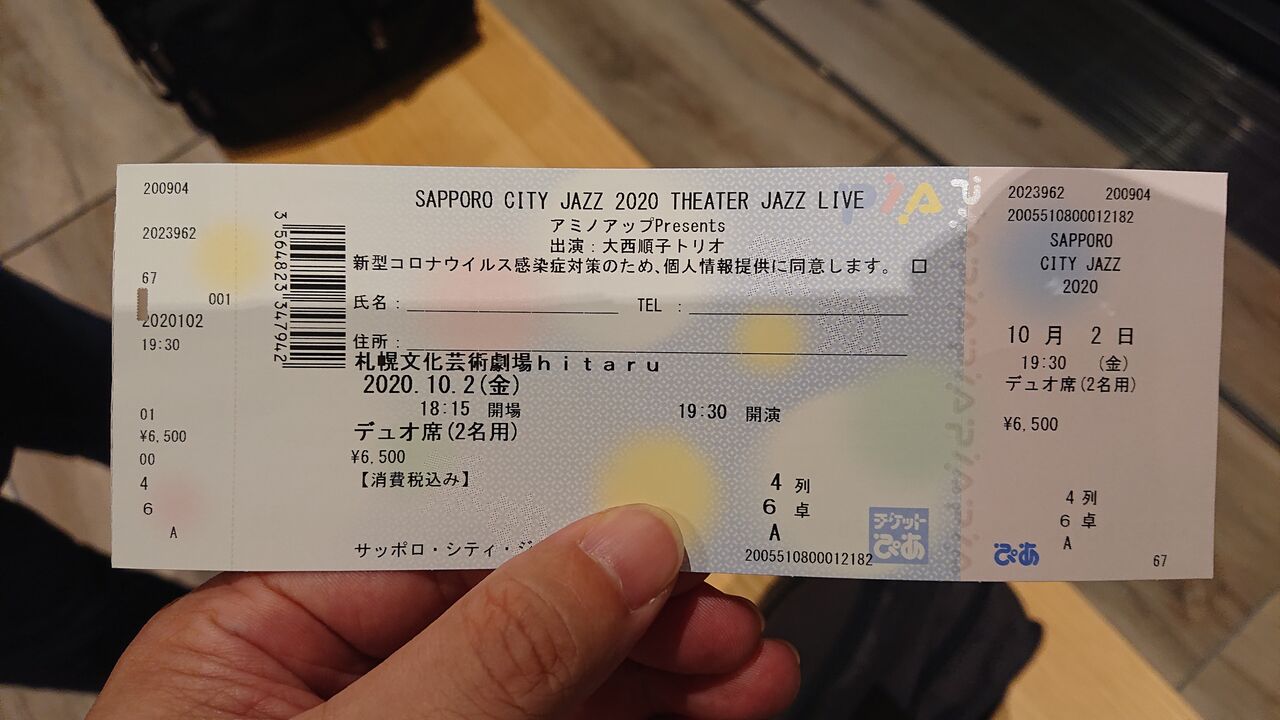 200904
2023962
67
001
2020102
19:30
01
¥6,500
00
4
6
A
3 564823 347942
SAPPORO CITY JAZZ 2020 THEATER JAZZ LIVE
アミノアップPresents
出演：大西順子トリオ
新型コロナウイルス感染症対策のため、個人情報提供に同意します。 □
氏名： TEL ：
住所：
札幌文化芸術劇場ｈｉｔａｒｕ
2020.10.2(金)
18:15 開場 19:30 開演
デュオ席(2名用)
¥6,500
【消費税込み】
4 列
6 卓
A
サッポロ・シティ・
2005510800012182
チケット
ぴあ
2023962 200904
2005510800012182
SAPPORO
CITY JAZZ
2020
10 月 2 日
19:30 (金)
デュオ席(2名用)
¥6,500
4 列
6 卓
A
ぴあ
67